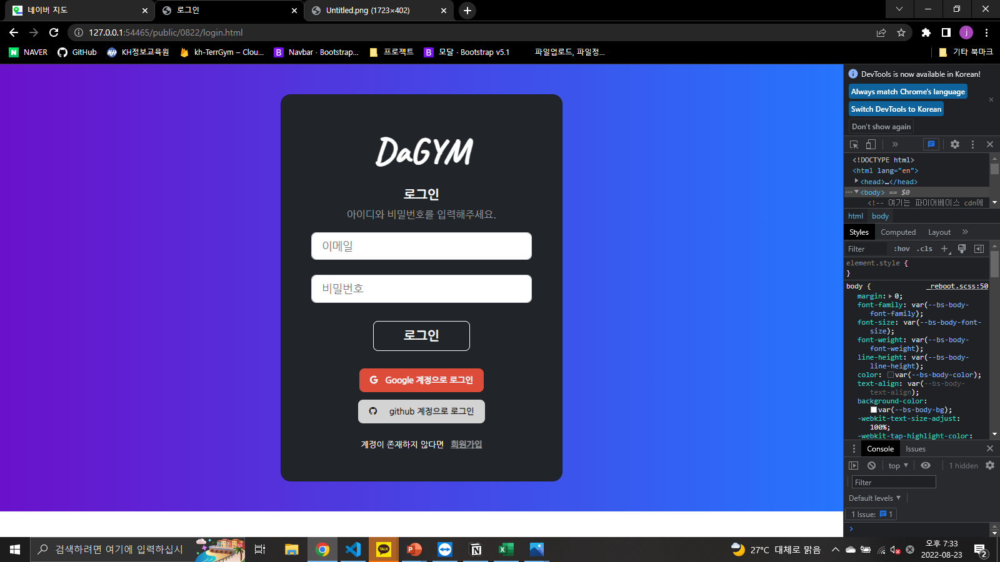 네이버 지도
로그인
Untitled.png (1723×402)
127.0.0.1:54465/public/0822/login.html
j
NAVER
GitHub
KH정보교육원
kh-TerrGym – Clou...
Navbar · Bootstrap...
프로젝트
모달 · Bootstrap v5.1
파일업로드, 파일정...
기타 북마크
DaGYM
로그인
아이디와 비밀번호를 입력해주세요.
이메일
비밀번호
로그인
Google 계정으로 로그인
github 계정으로 로그인
계정이 존재하지 않다면 회원가입
DevTools is now available in Korean!
Always match Chrome's language
Switch DevTools to Korean
Don't show again
<!DOCTYPE html>
<html lang="en">
<head>…</head>
<body> == $0
<!-- 여기는 파이어베이스 cdn에
html body
Styles Computed Layout
Filter :hov .cls
element.style {
}
body { _reboot.scss:50
margin: 0;
font-family: var(--bs-body-
font-family);
font-size: var(--bs-body-font-
size);
font-weight: var(--bs-body-
font-weight);
line-height: var(--bs-body-
line-height);
color: var(--bs-body-color);
text-align: var(--bs-body-
text-align);
background-color:
var(--bs-body-bg);
-webkit-text-size-adjust:
100%;
-webkit-tap-highlight-color:
Console Issues
top 1 hidden
Filter
Default levels
1 Issue: 1
검색하려면 여기에 입력하십시
TALK
27°C 대체로 맑음
오후 7:33
2022-08-23
2